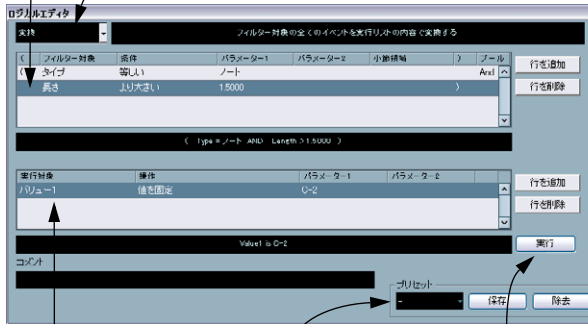 ロジカルエディタ
変換 フィルター対象の全てのイベントを実行リストの内容で変換する
( フィルター対象 条件 パラメーター1 パラメーター2 小節領域 ) ブール
( タイプ 等しい ノート And
長さ より大きい 1.5000 )
行を追加
行を削除
( Type = ノート AND Length > 1.5000 )
実行対象 操作 パラメーター1 パラメーター2
バリュー1 値を固定 C-2
行を追加
行を削除
Value1 is C-2
実行
コメント
プリセット
- 保存 除去